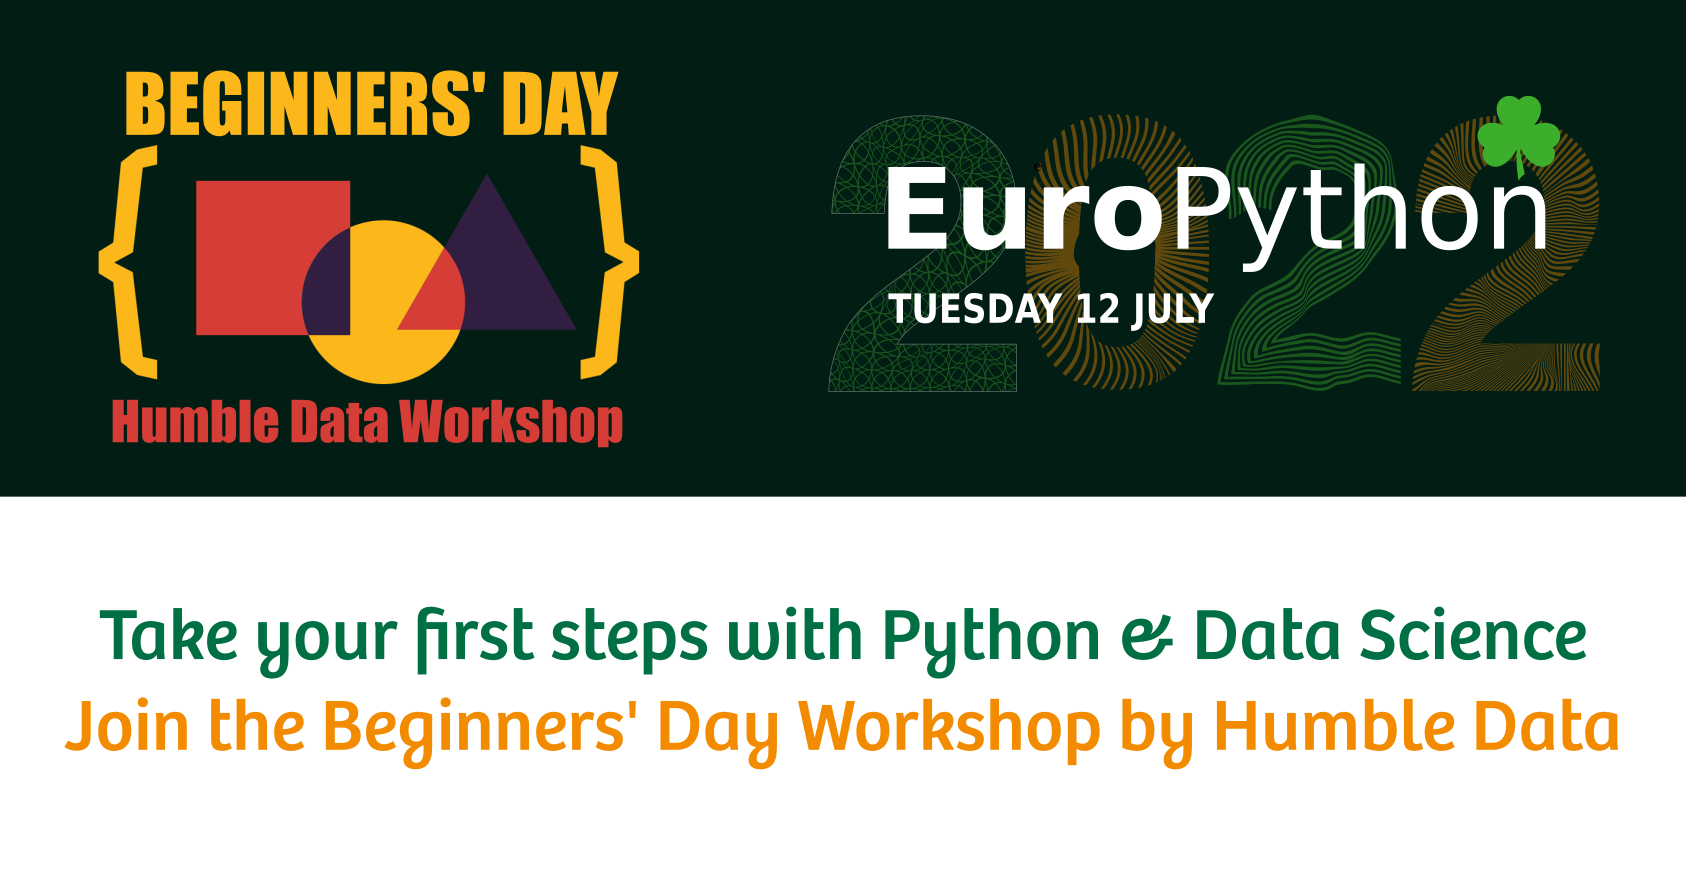 BEGINNERS' DAY
{ }
Humble Data Workshop
2022
EuroPython
TUESDAY 12 JULY
Take your first steps with Python & Data Science
Join the Beginners' Day Workshop by Humble Data